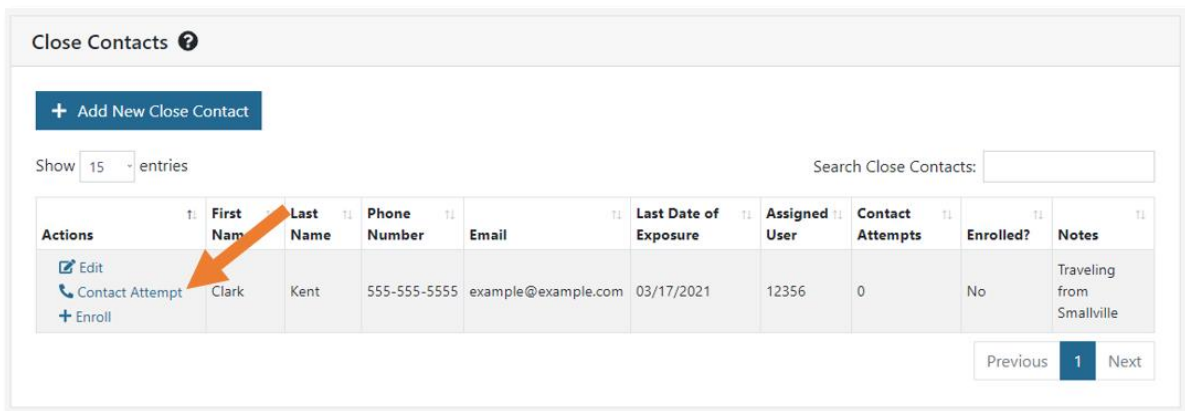 Close Contacts ?
+ Add New Close Contact
Show 15 entries
Search Close Contacts:
Actions First Nam Last Name Phone Number Email Last Date of Exposure Assigned User Contact Attempts Enrolled? Notes
Edit
Contact Attempt
+ Enroll
Clark Kent 555-555-5555 example@example.com 03/17/2021 12356 0 No Traveling from Smallville
Previous 1 Next